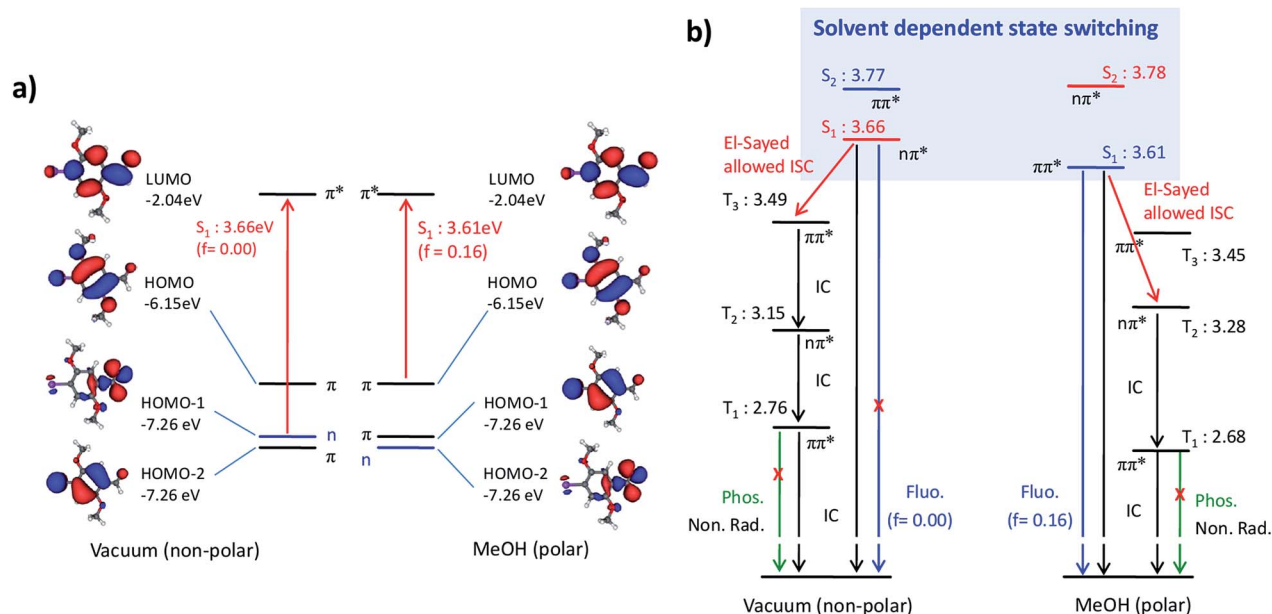 a)
LUMO
-2.04eV
π*
π*
LUMO
-2.04eV
S1 : 3.66eV
(f= 0.00)
S1 : 3.61eV
(f= 0.16)
HOMO
-6.15eV
HOMO
-6.15eV
π
π
HOMO-1
-7.26 eV
n
π
HOMO-1
-7.26 eV
HOMO-2
-7.26 eV
π
n
HOMO-2
-7.26 eV
Vacuum (non-polar)
MeOH (polar)
b)
Solvent dependent state switching
S2 : 3.77
ππ*
S2 : 3.78
nπ*
S1 : 3.66
nπ*
S1 : 3.61
ππ*
El-Sayed
allowed ISC
El-Sayed
allowed ISC
T3 : 3.49
ππ*
ππ*
T3 : 3.45
IC
T2 : 3.15
nπ*
nπ*
T2 : 3.28
IC
IC
T1 : 2.76
ππ*
T1 : 2.68
ππ*
X
X
X
Phos.
Non. Rad.
IC
Fluo.
(f= 0.00)
Fluo.
(f= 0.16)
IC
Phos.
Non. Rad.
Vacuum (non-polar)
MeOH (polar)